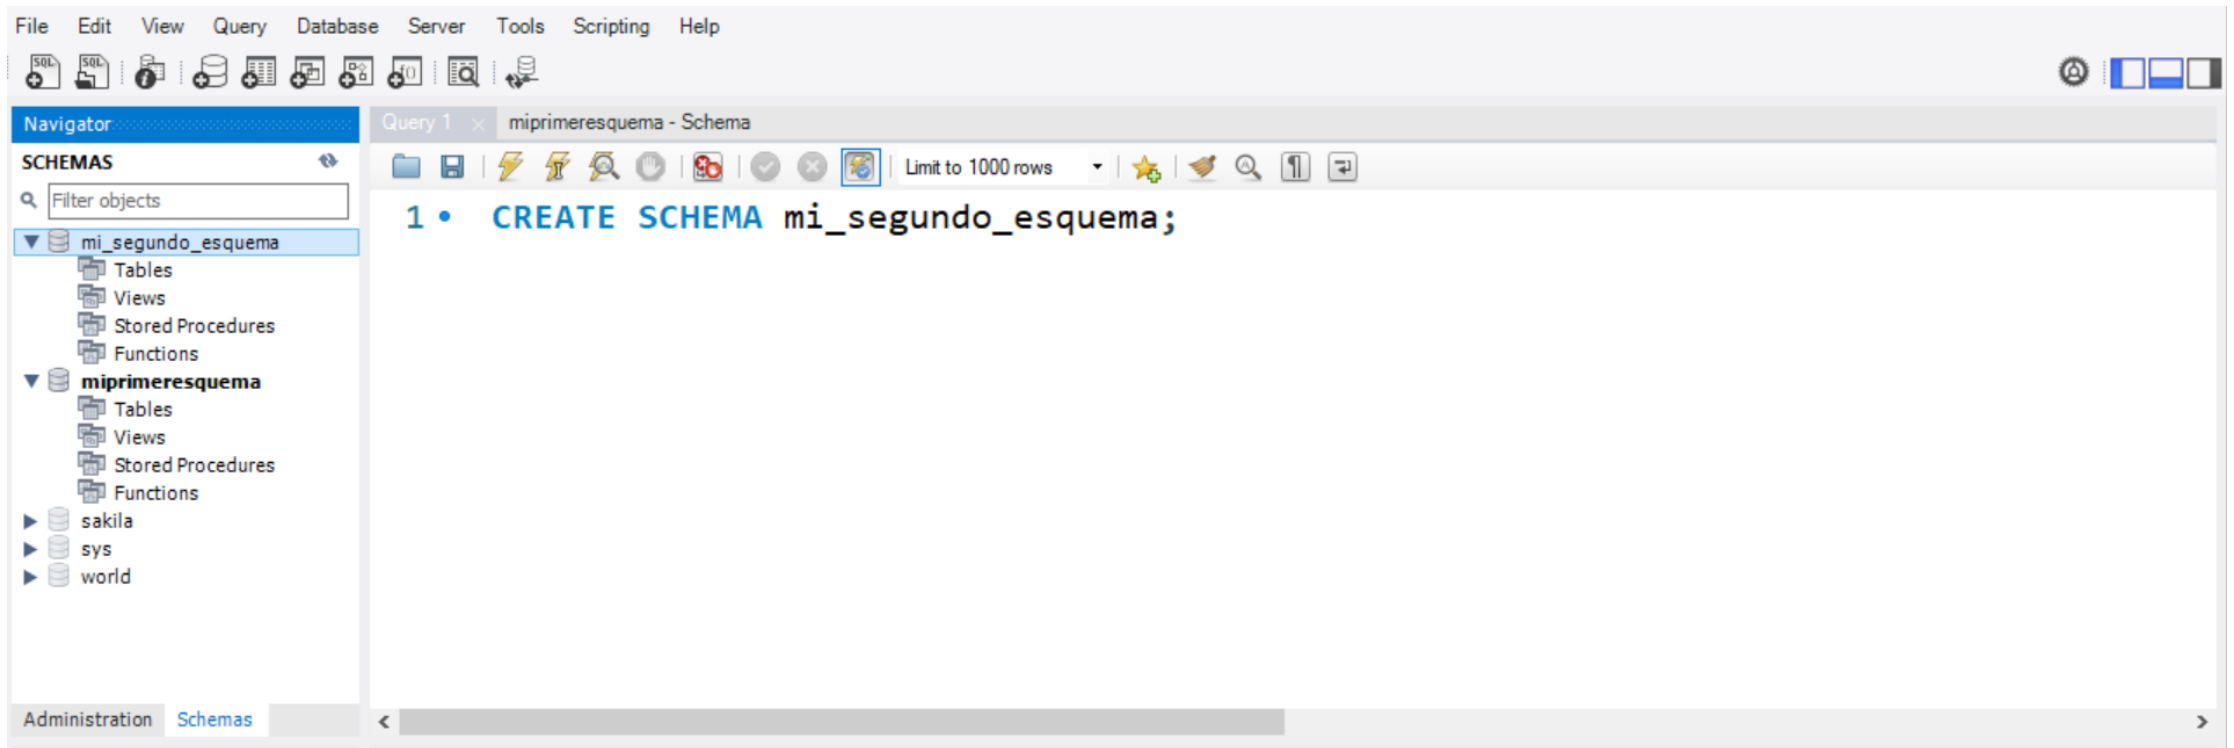 File Edit View Query Database Server Tools Scripting Help
Navigator
SCHEMAS
Filter objects
mi_segundo_esquema
Tables
Views
Stored Procedures
Functions
miprimeresquema
Tables
Views
Stored Procedures
Functions
sakila
sys
world
Administration Schemas
Query 1 miprimeresquema - Schema
Limit to 1000 rows
1 • CREATE SCHEMA mi_segundo_esquema;